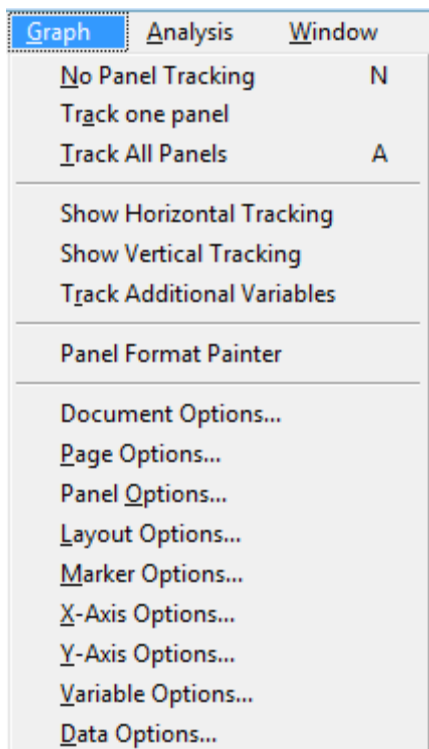 Graph Analysis Window
No Panel Tracking N
Track one panel
Track All Panels A
Show Horizontal Tracking
Show Vertical Tracking
Track Additional Variables
Panel Format Painter
Document Options...
Page Options...
Panel Options...
Layout Options...
Marker Options...
X-Axis Options...
Y-Axis Options...
Variable Options...
Data Options...